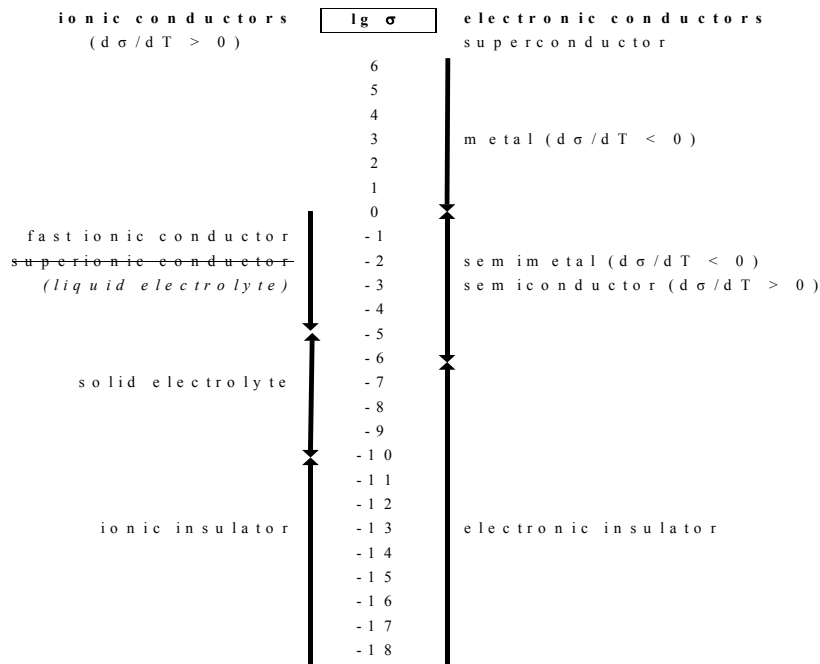 ionic conductors lg σ electronic conductors
(dσ/dT > 0) superconductor
6
5
4
3 metal (dσ/dT < 0)
2
1
0
fast ionic conductor -1
superionic conductor -2 semimetal (dσ/dT < 0)
(liquid electrolyte) -3 semiconductor (dσ/dT > 0)
-4
-5
-6
solid electrolyte -7
-8
-9
-10
-11
-12
ionic insulator -13 electronic insulator
-14
-15
-16
-17
-18